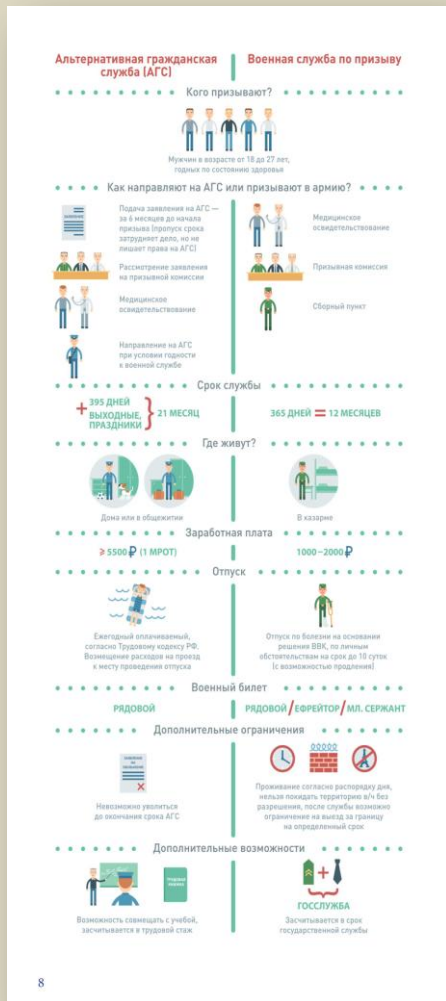 Альтернативная гражданская
служба (АГС)
Военная служба по призыву
Кого призывают?
Мужчин в возрасте от 18 до 27 лет,
годных по состоянию здоровья
Как направляют на АГС или призывают в армию?
Подача заявления на АГС —
за 6 месяцев до начала
призыва (пропуск срока
затрудняет дело, но не
лишает права на АГС)
Рассмотрение заявления
на призывной комиссии
Медицинское
освидетельствование
Направление на АГС
при условии годности
к военной службе
Медицинское
освидетельствование
Призывная комиссия
Сборный пункт
Срок службы
+ 395 ДНЕЙ
ВЫХОДНЫЕ,
ПРАЗДНИКИ
} 21 МЕСЯЦ
365 ДНЕЙ = 12 МЕСЯЦЕВ
Где живут?
Дома или в общежитии
В казарме
Заработная плата
≥ 5500 ₽ (1 МРОТ)
1000–2000 ₽
Отпуск
Ежегодный оплачиваемый,
согласно Трудовому кодексу РФ.
Возмещение расходов на проезд
к месту проведения отпуска
Отпуск по болезни на основании
решения ВВК, по личным
обстоятельствам на срок до 10 суток
(с возможностью продления)
Военный билет
РЯДОВОЙ
РЯДОВОЙ / ЕФРЕЙТОР / МЛ. СЕРЖАНТ
Дополнительные ограничения
Невозможно уволиться
до окончания срока АГС
Проживание согласно распорядку дня,
нельзя покидать территорию в/ч без
разрешения, после службы возможно
ограничение на выезд за границу
на определенный срок
Дополнительные возможности
Возможность совмещать с учебой,
засчитывается в трудовой стаж
ГОССЛУЖБА
Засчитывается в срок
государственной службы
8